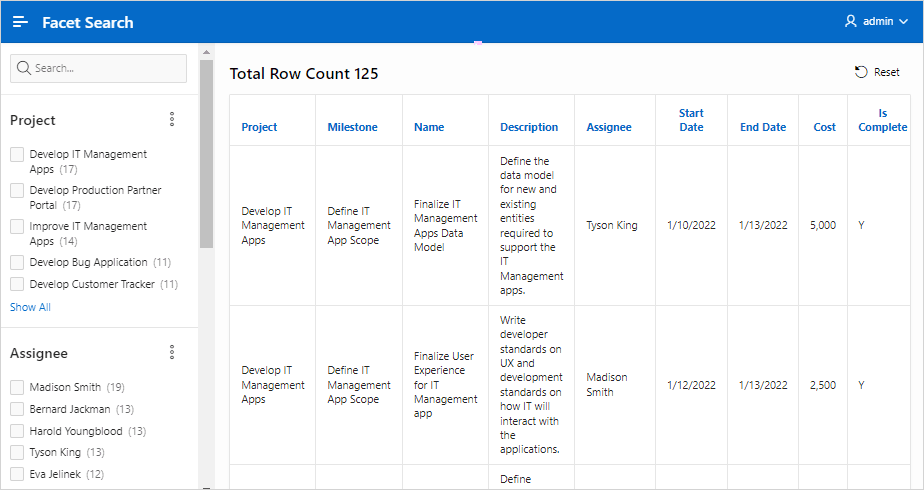 Facet Search
admin
Search...
Project
Develop IT Management
Apps (17)
Develop Production Partner
Portal (17)
Improve IT Management
Apps (14)
Develop Bug Application (11)
Develop Customer Tracker (11)
Show All
Assignee
Madison Smith (19)
Bernard Jackman (13)
Harold Youngblood (13)
Tyson King (13)
Eva Jelinek (12)
Total Row Count 125
Reset
Project
Milestone
Name
Description
Assignee
Start
Date
End Date
Cost
Is
Complete
Develop IT
Management
Apps
Define IT
Management
App Scope
Finalize IT
Management
Apps Data
Model
Define the
data model
for new and
existing
entities
required to
support the
IT
Management
apps.
Tyson King
1/10/2022
1/13/2022
5,000
Y
Develop IT
Management
Apps
Define IT
Management
App Scope
Finalize User
Experience
for IT
Management
app
Write
developer
standards on
UX and
development
standards on
how IT will
interact with
the
applications.
Madison
Smith
1/12/2022
1/13/2022
2,500
Y
Define